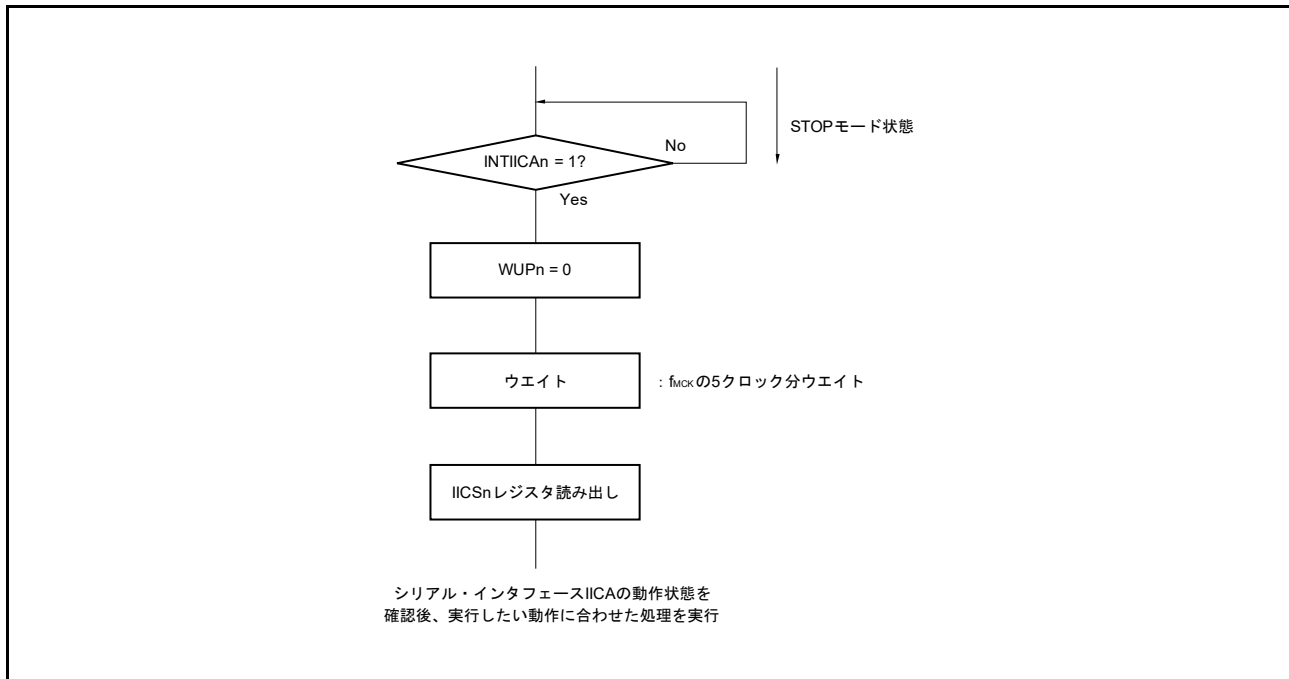 STOPモード状態
No
INTIICAn = 1?
Yes
WUPn = 0
ウエイト
: fMCKの5クロック分ウエイト
IICSnレジスタ読み出し
シリアル・インタフェースIICAの動作状態を
確認後、実行したい動作に合わせた処理を実行